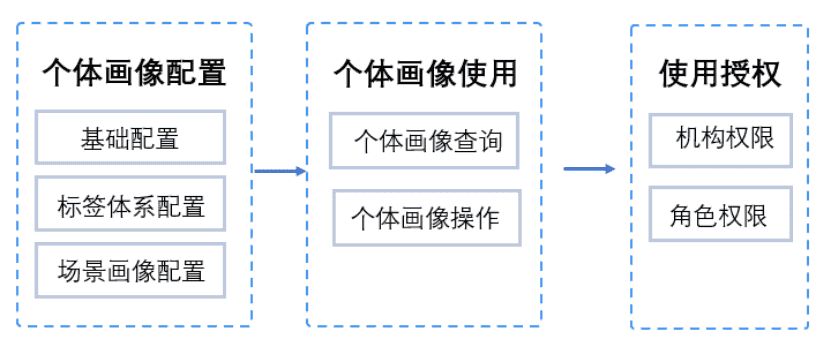 个体画像配置
基础配置
标签体系配置
场景画像配置
个体画像使用
个体画像查询
个体画像操作
使用授权
机构权限
角色权限